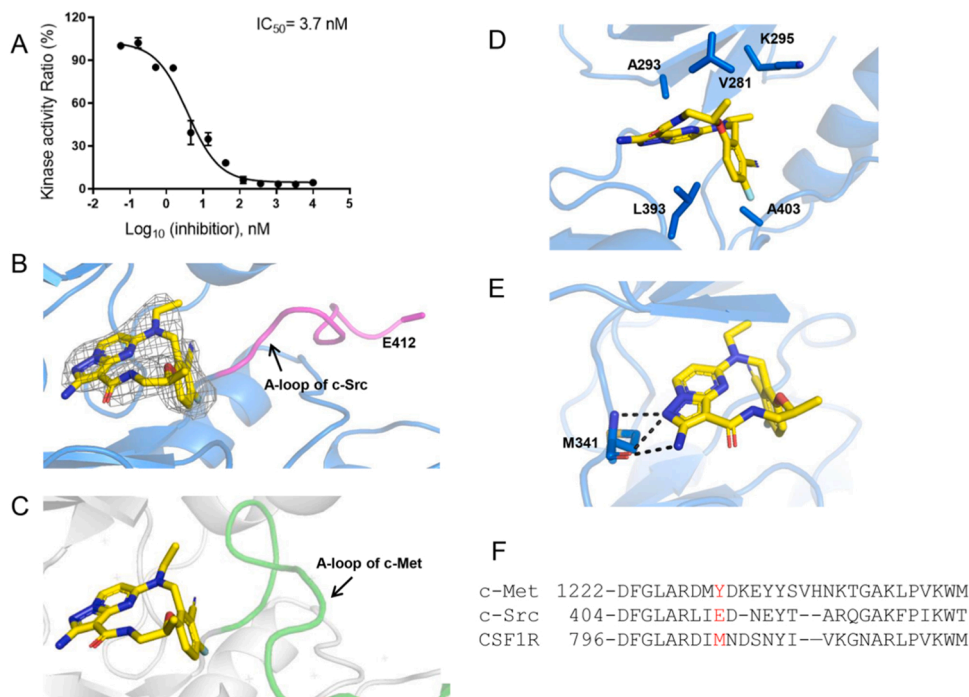 A
IC50= 3.7 nM
Kinase activity Ratio (%)
120
90
60
30
0
-2 -1 0 1 2 3 4 5
Log10 (inhibitior), nM
B
E412
A-loop of c-Src
C
A-loop of c-Met
D
K295
A293
V281
L393
A403
E
M341
F
c-Met 1222-DFGLARDMYDKEYYSVHNKTGAKLPVKWM
c-Src 404-DFGLARLIED-NEYT--ARQGAKFPIKWT
CSF1R 796-DFGLARDIMNDSNYI-—VKGNARLPVKWM